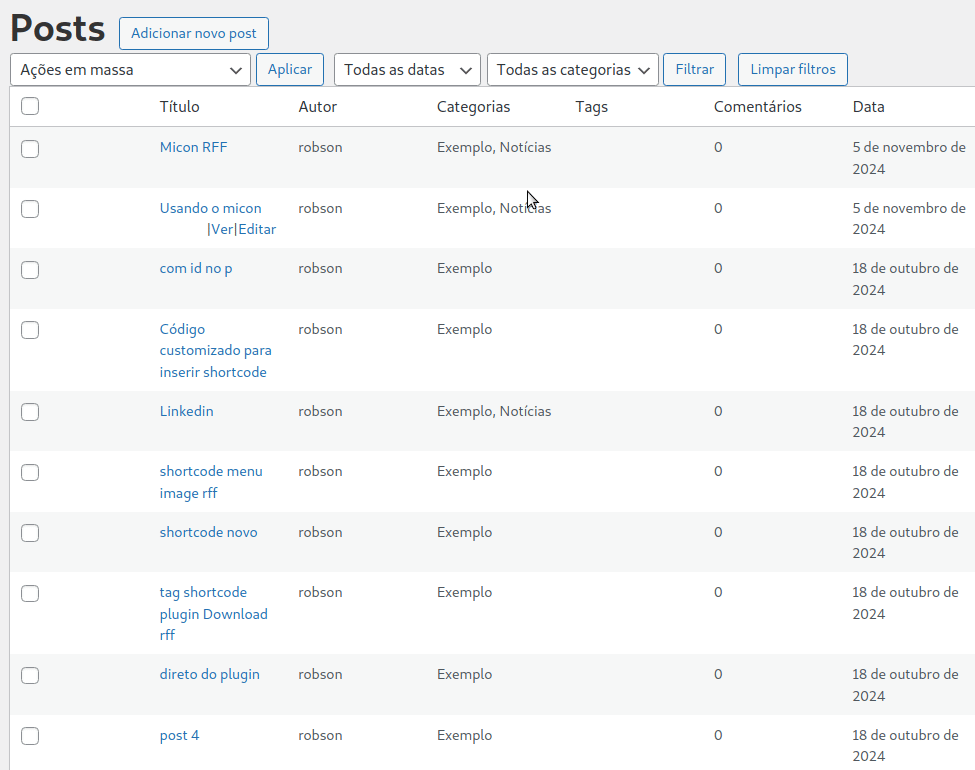 Posts Adicionar novo post
Ações em massa Aplicar Todas as datas Todas as categorias Filtrar Limpar filtros
Título Autor Categorias Tags Comentários Data
Micon RFF robson Exemplo, Notícias 0 5 de novembro de
2024
Usando o micon robson Exemplo, Notícias 0 5 de novembro de
|Ver|Editar 2024
com id no p robson Exemplo 0 18 de outubro de
2024
Código robson Exemplo 0 18 de outubro de
customizado para 2024
inserir shortcode
Linkedin robson Exemplo, Notícias 0 18 de outubro de
2024
shortcode menu robson Exemplo 0 18 de outubro de
image rff 2024
shortcode novo robson Exemplo 0 18 de outubro de
2024
tag shortcode robson Exemplo 0 18 de outubro de
plugin Download 2024
rff
direto do plugin robson Exemplo 0 18 de outubro de
2024
post 4 robson Exemplo 0 18 de outubro de
2024